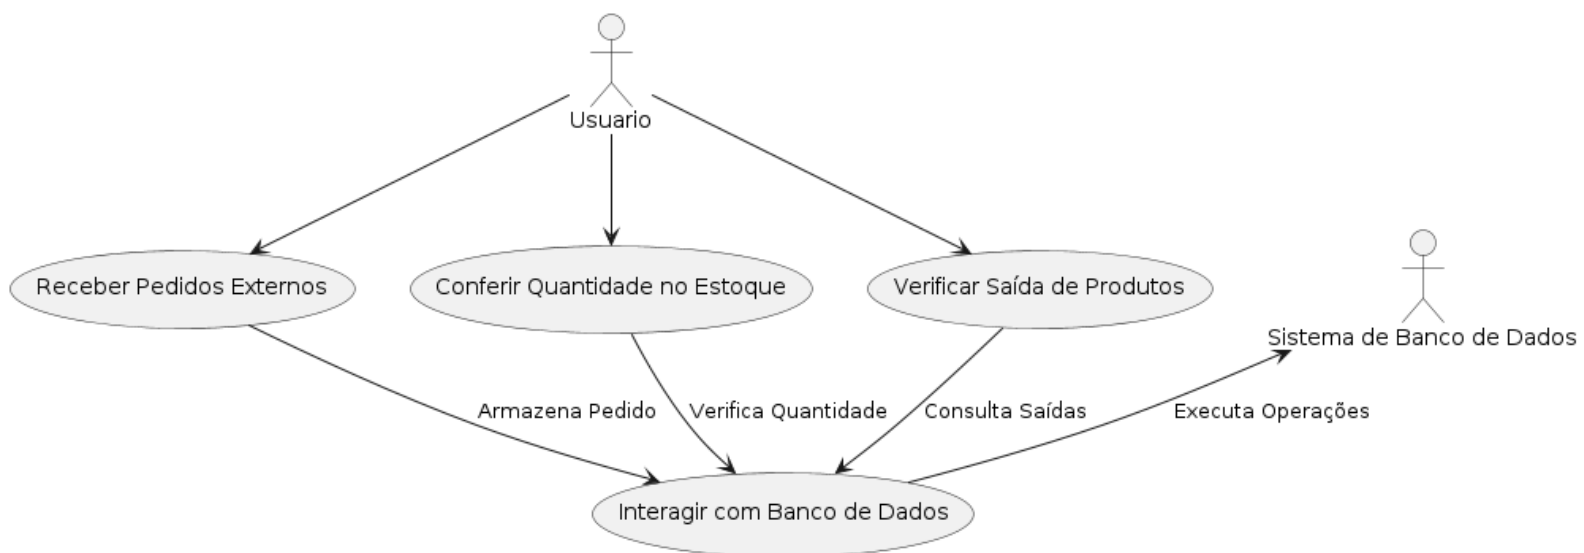 Usuario
Receber Pedidos Externos
Conferir Quantidade no Estoque
Verificar Saída de Produtos
Sistema de Banco de Dados
Armazena Pedido
Verifica Quantidade
Consulta Saídas
Executa Operações
Interagir com Banco de Dados